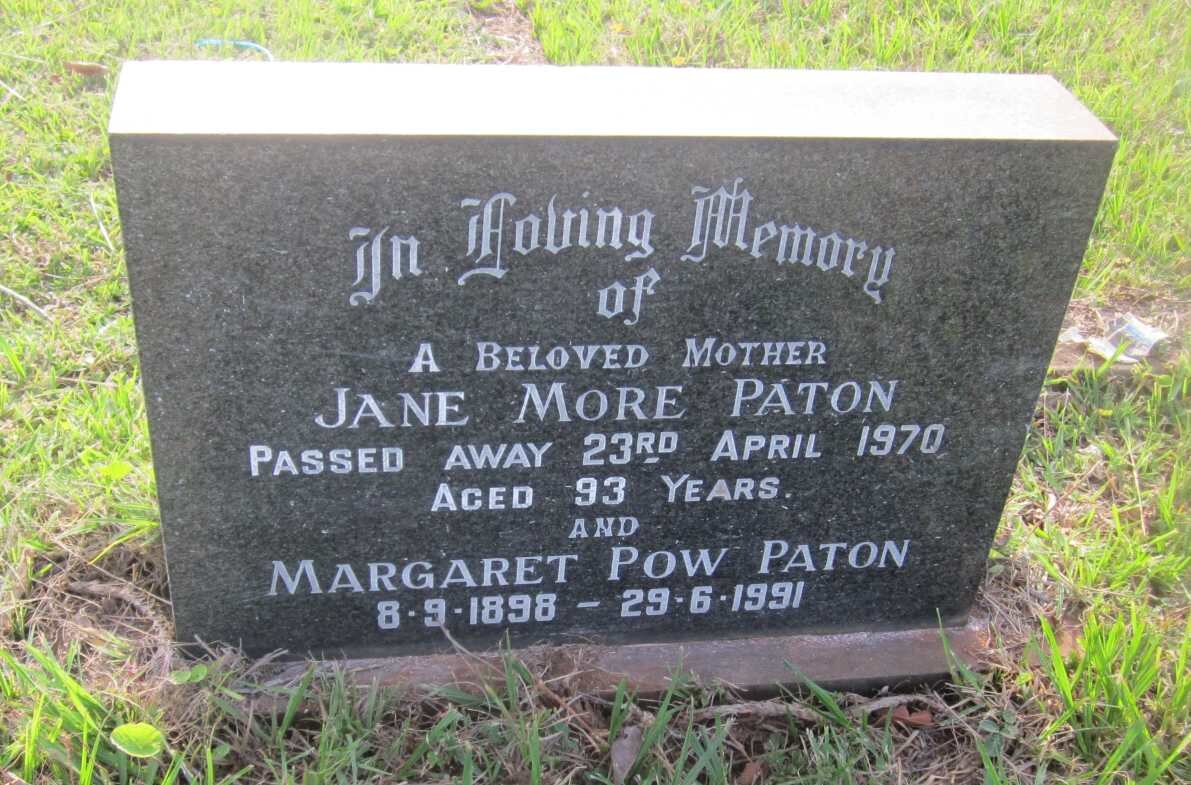 In Loving Memory
of
A BELOVED MOTHER
JANE MORE PATON
PASSED AWAY 23RD APRIL 1970
AGED 93 YEARS.
AND
MARGARET POW PATON
8-9-1898 – 29-6-1991